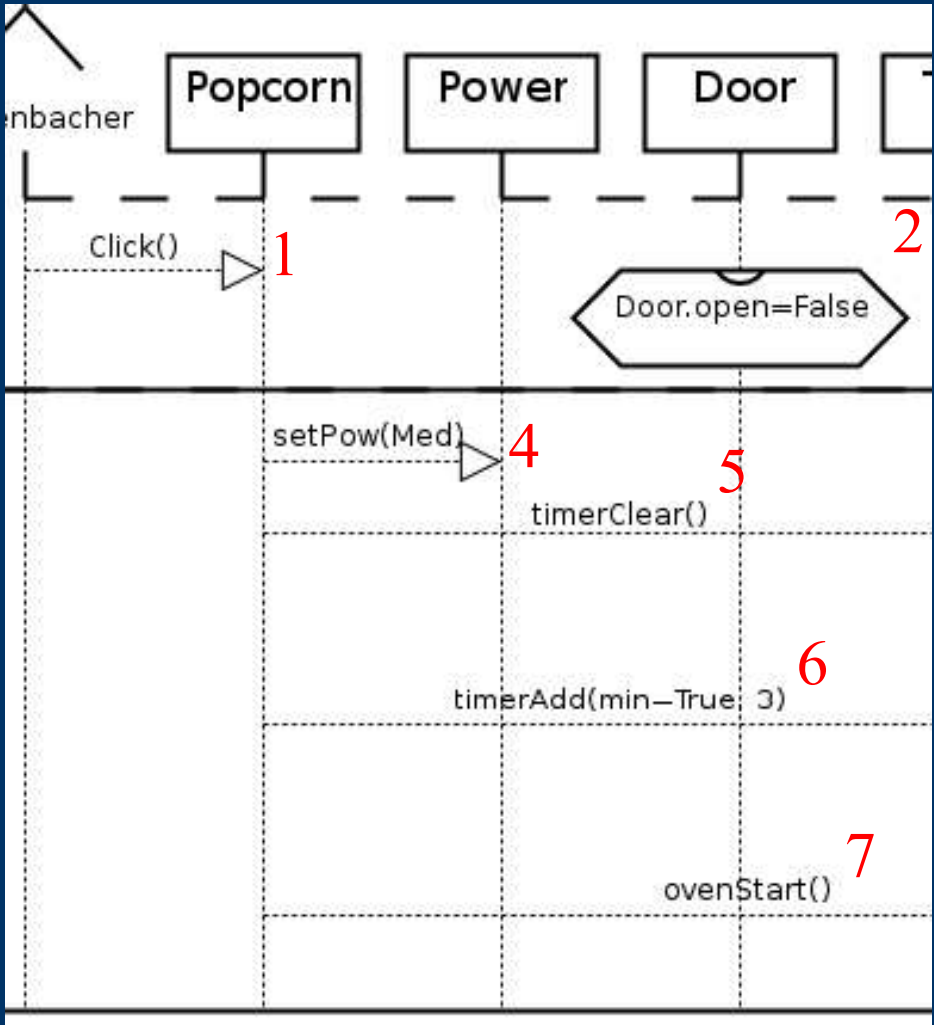 Popcorn Power Door
enbacher
2
Click() 1
Door.open=False
setPow(Med) 4
5
timerClear()
6
timerAdd(min—True 3)
7
ovenStart()